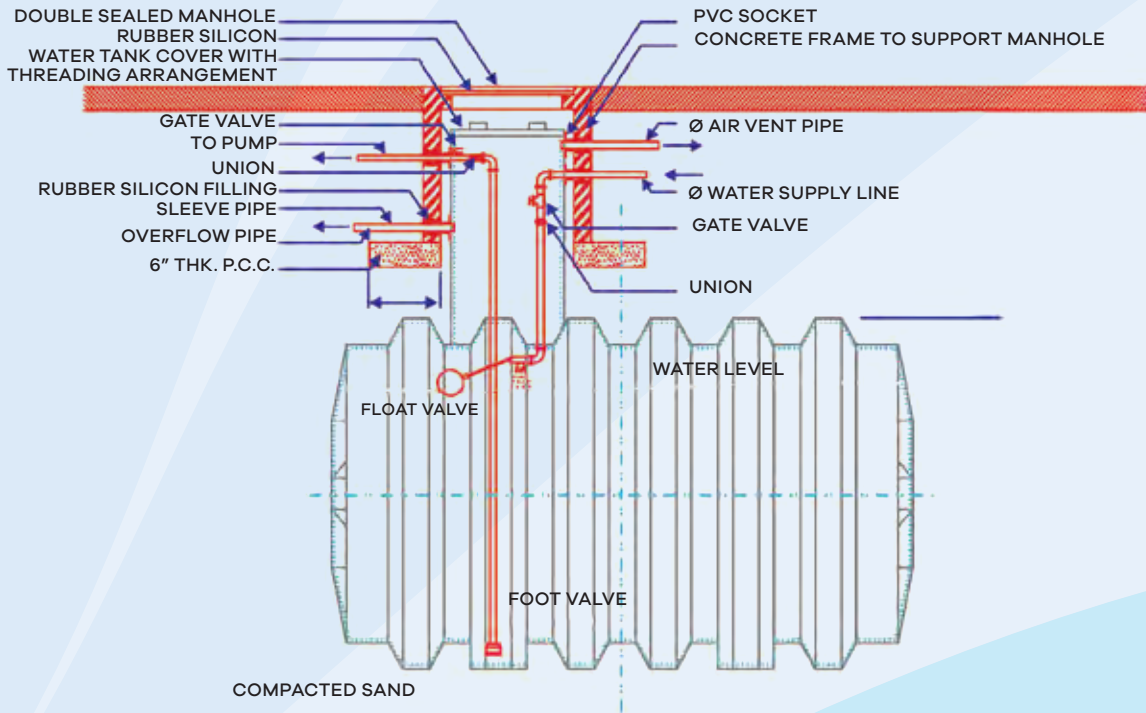 DOUBLE SEALED MANHOLE
RUBBER SILICON
WATER TANK COVER WITH
THREADING ARRANGEMENT
GATE VALVE
TO PUMP
UNION
RUBBER SILICON FILLING
SLEEVE PIPE
OVERFLOW PIPE
6" THK. P.C.C.
PVC SOCKET
CONCRETE FRAME TO SUPPORT MANHOLE
Ø AIR VENT PIPE
Ø WATER SUPPLY LINE
GATE VALVE
UNION
WATER LEVEL
FLOAT VALVE
FOOT VALVE
COMPACTED SAND